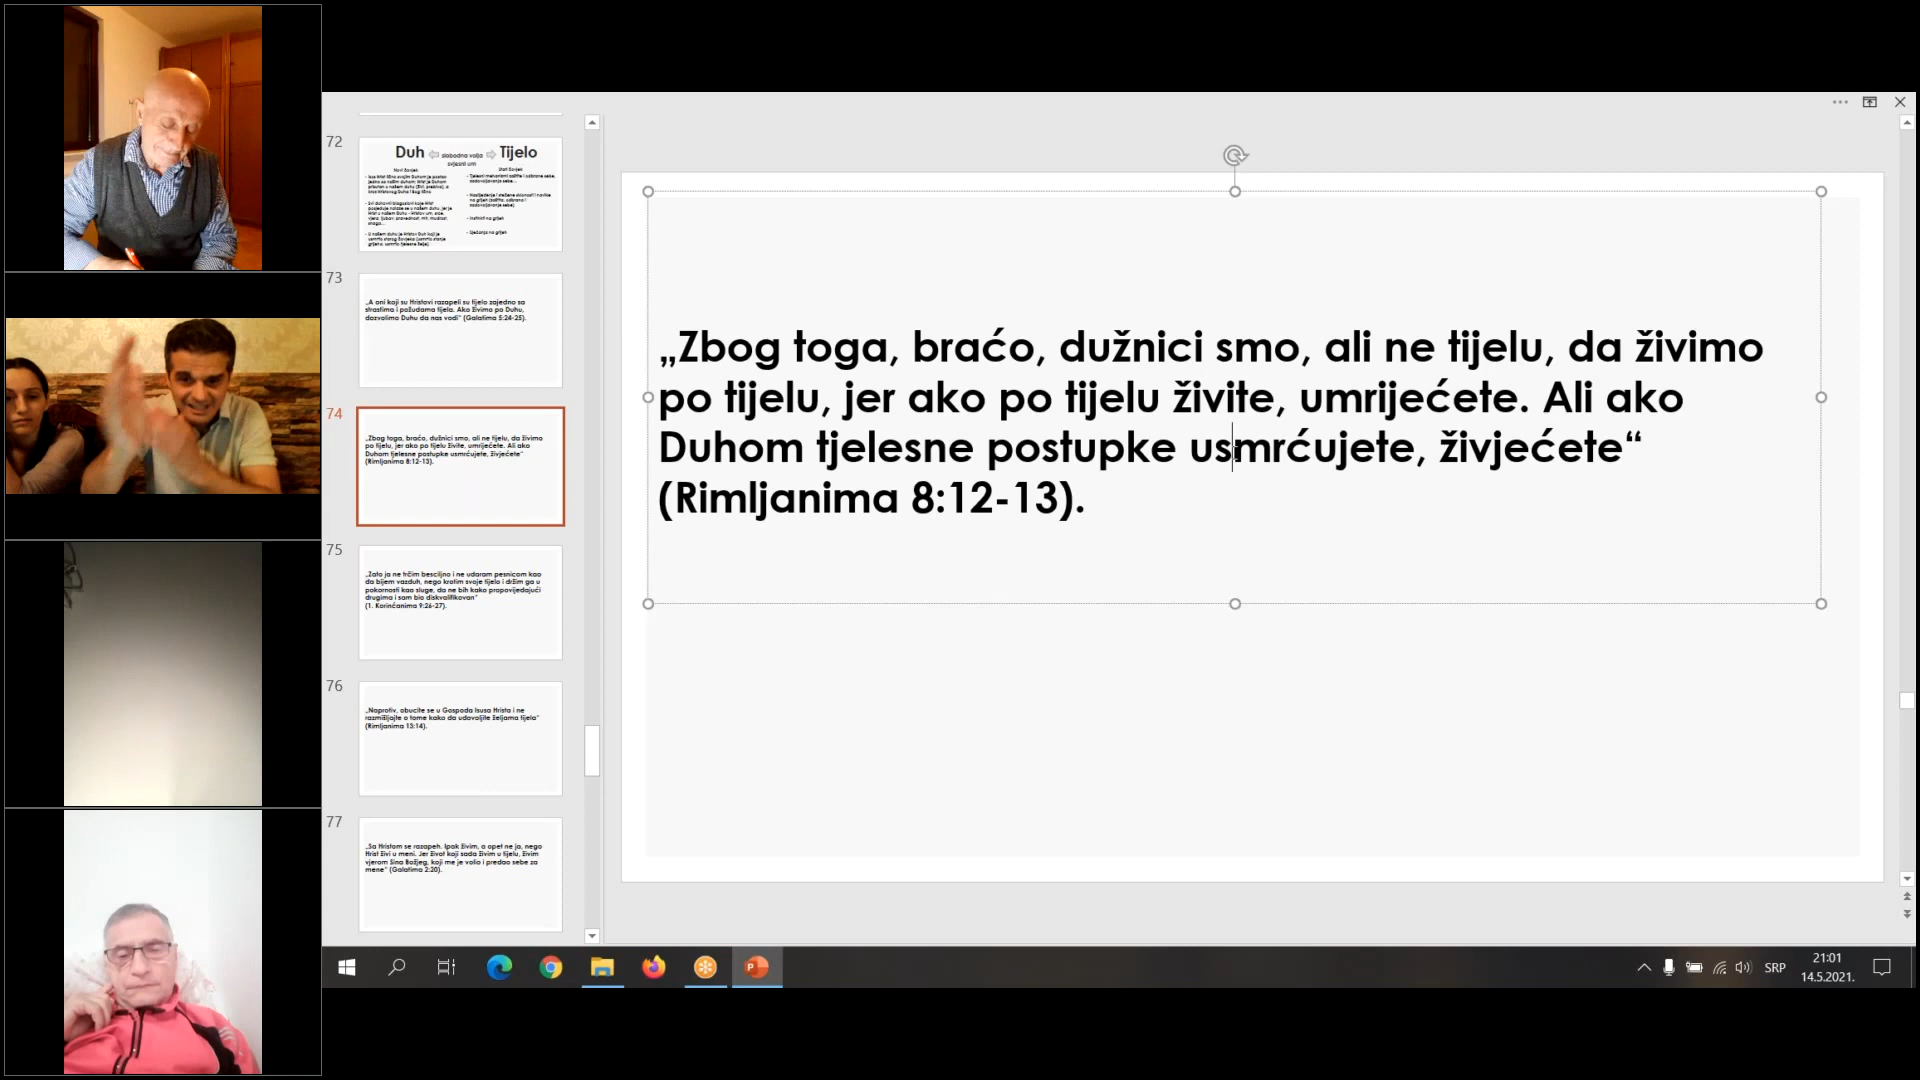 72
Duh slobodna volja Tijelo
svjesni um
Novi čovjek
Stari čovjek
73
„A oni koji su Hristovi razapeli su tijelo zajedno sa
strastima i požudama tijela. Ako živimo po Duhu,
dozvolimo Duhu da nas vodi“ (Galatima 5:24-25).
74
„Zbog toga, braćo, dužnici smo, ali ne tijelu, da živimo
po tijelu, jer ako po tijelu živite, umrijećete. Ali ako
Duhom tjelesne postupke usmrćujete, živjećete“
(Rimljanima 8:12-13).
75
„Zato ja ne trčim besciljno i ne udaram pesnicom kao
da bijem vazduh, nego krotim svoje tijelo i držim ga u
pokornosti kao sluge, da ne bih kako propovijedajući
drugima i sam bio diskvalifikovan“
(1. Korinćanima 9:26-27).
76
„Naprotiv, obucite se u Gospoda Isusa Hrista i ne
razmišljajte o tome kako da udovoljite željama tijela“
(Rimljanima 13:14).
77
„Sa Hristom se razapeh. Ipak živim, a opet ne ja, nego
Hrist živi u meni. Jer život koji sada živim u tijelu, živim
vjerom Sina Božjeg, koji me je volio i predao sebe za
mene“ (Galatima 2:20).
„Zbog toga, braćo, dužnici smo, ali ne tijelu, da živimo
po tijelu, jer ako po tijelu živite, umrijećete. Ali ako
Duhom tjelesne postupke usmrćujete, živjećete“
(Rimljanima 8:12-13).
SRP
21:01
14.5.2021.